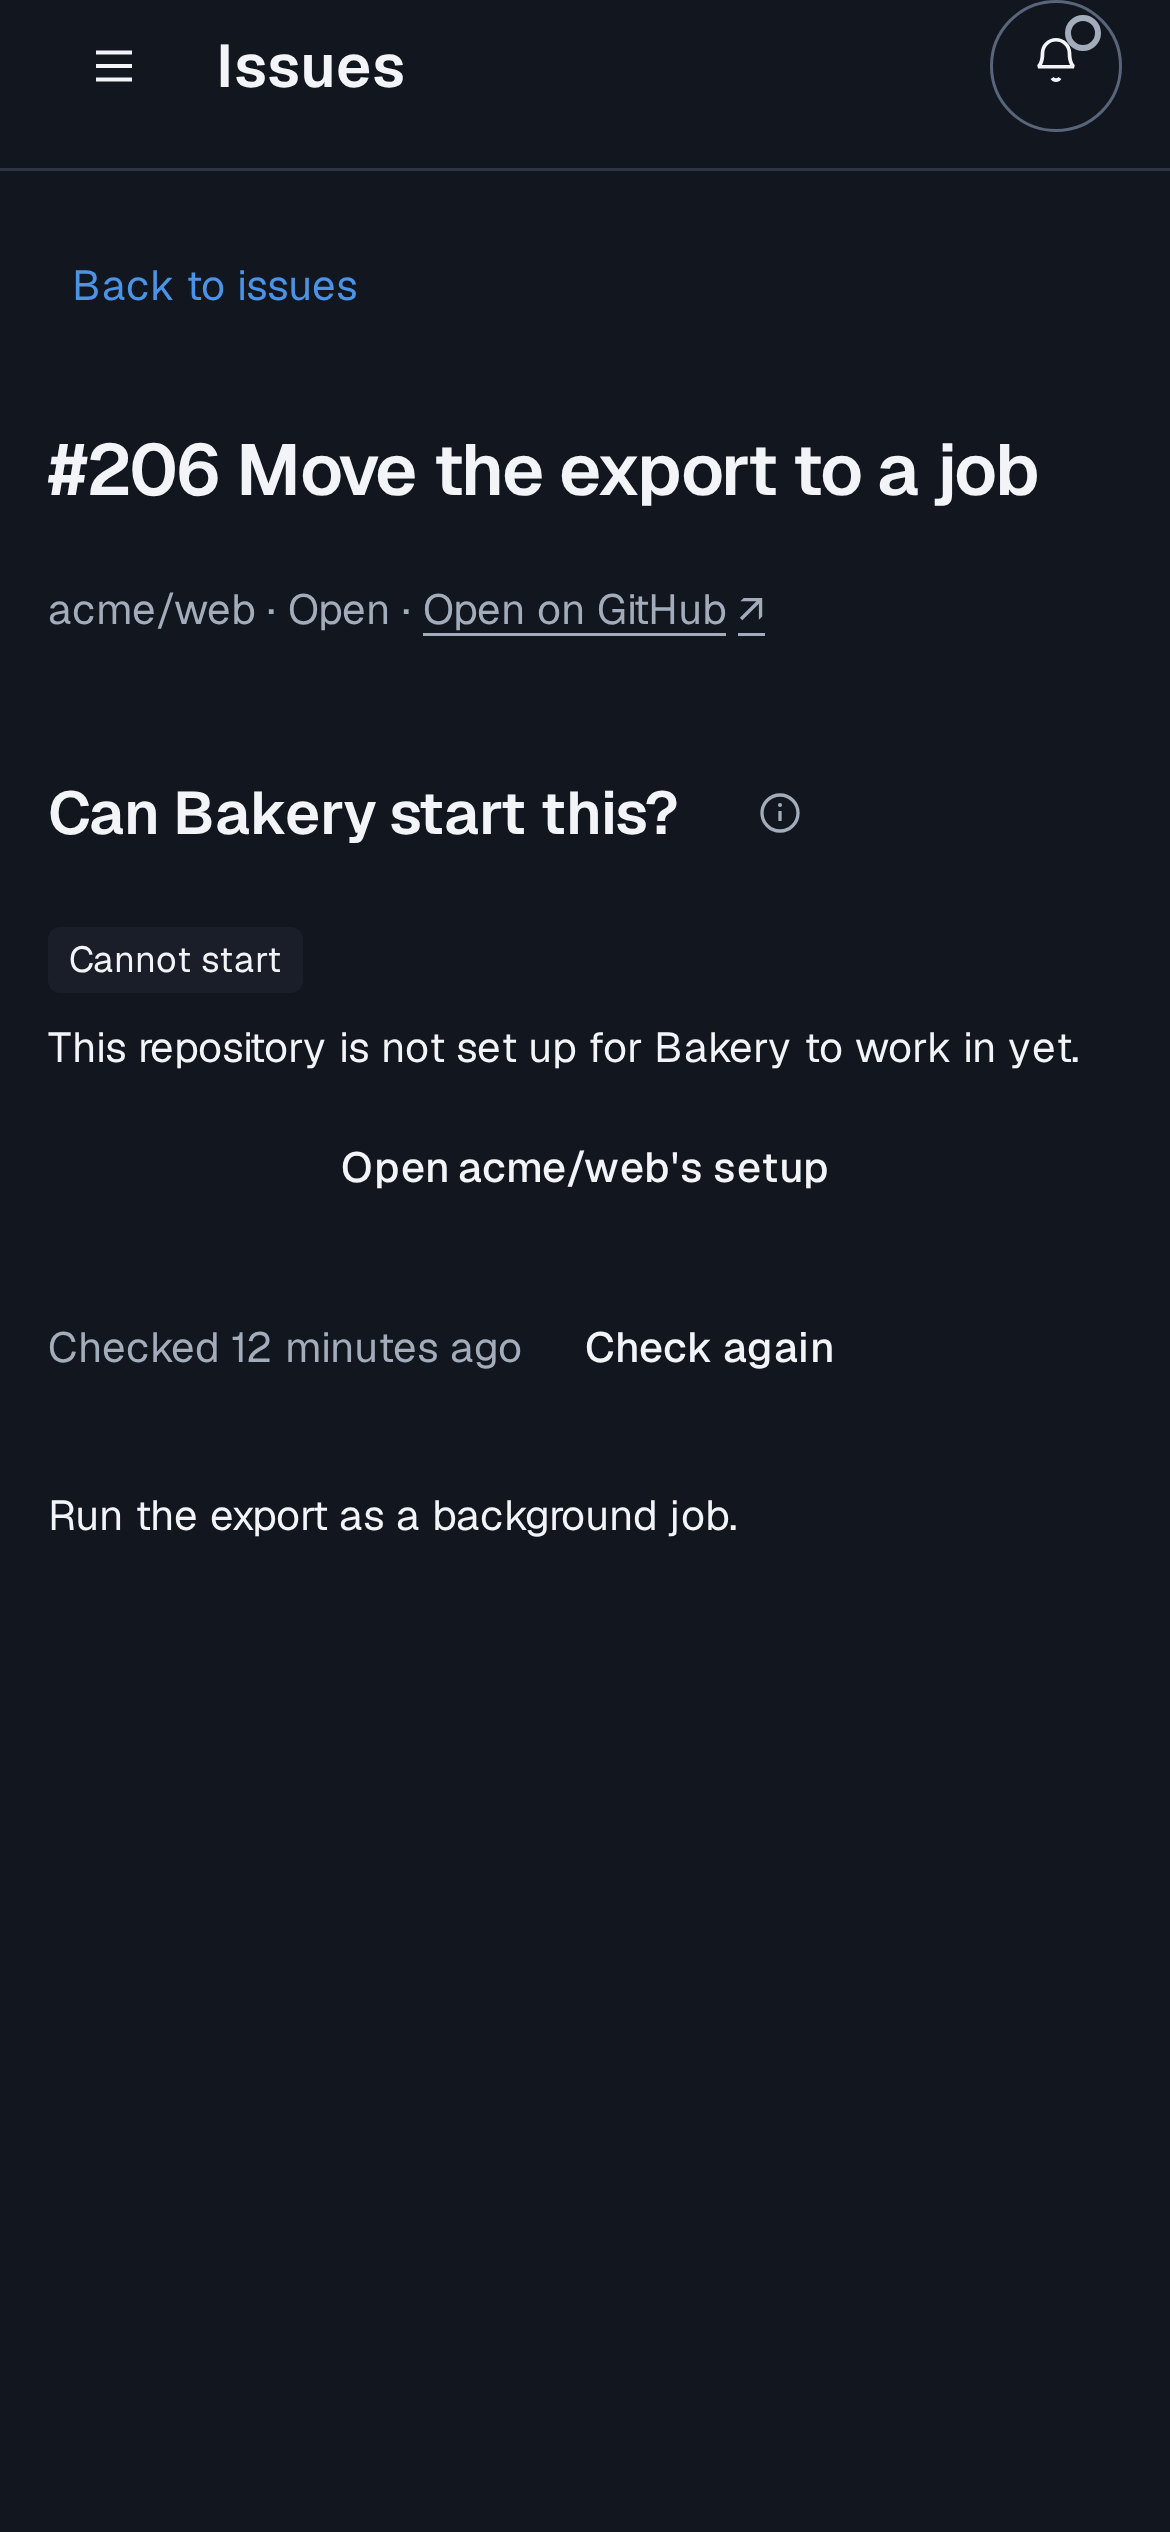 Issues
Back to issues
#206 Move the export to a job
acme/web · Open · Open on GitHub ↗
Can Bakery start this?
Cannot start
This repository is not set up for Bakery to work in yet.
Open acme/web's setup
Checked 12 minutes ago Check again
Run the export as a background job.